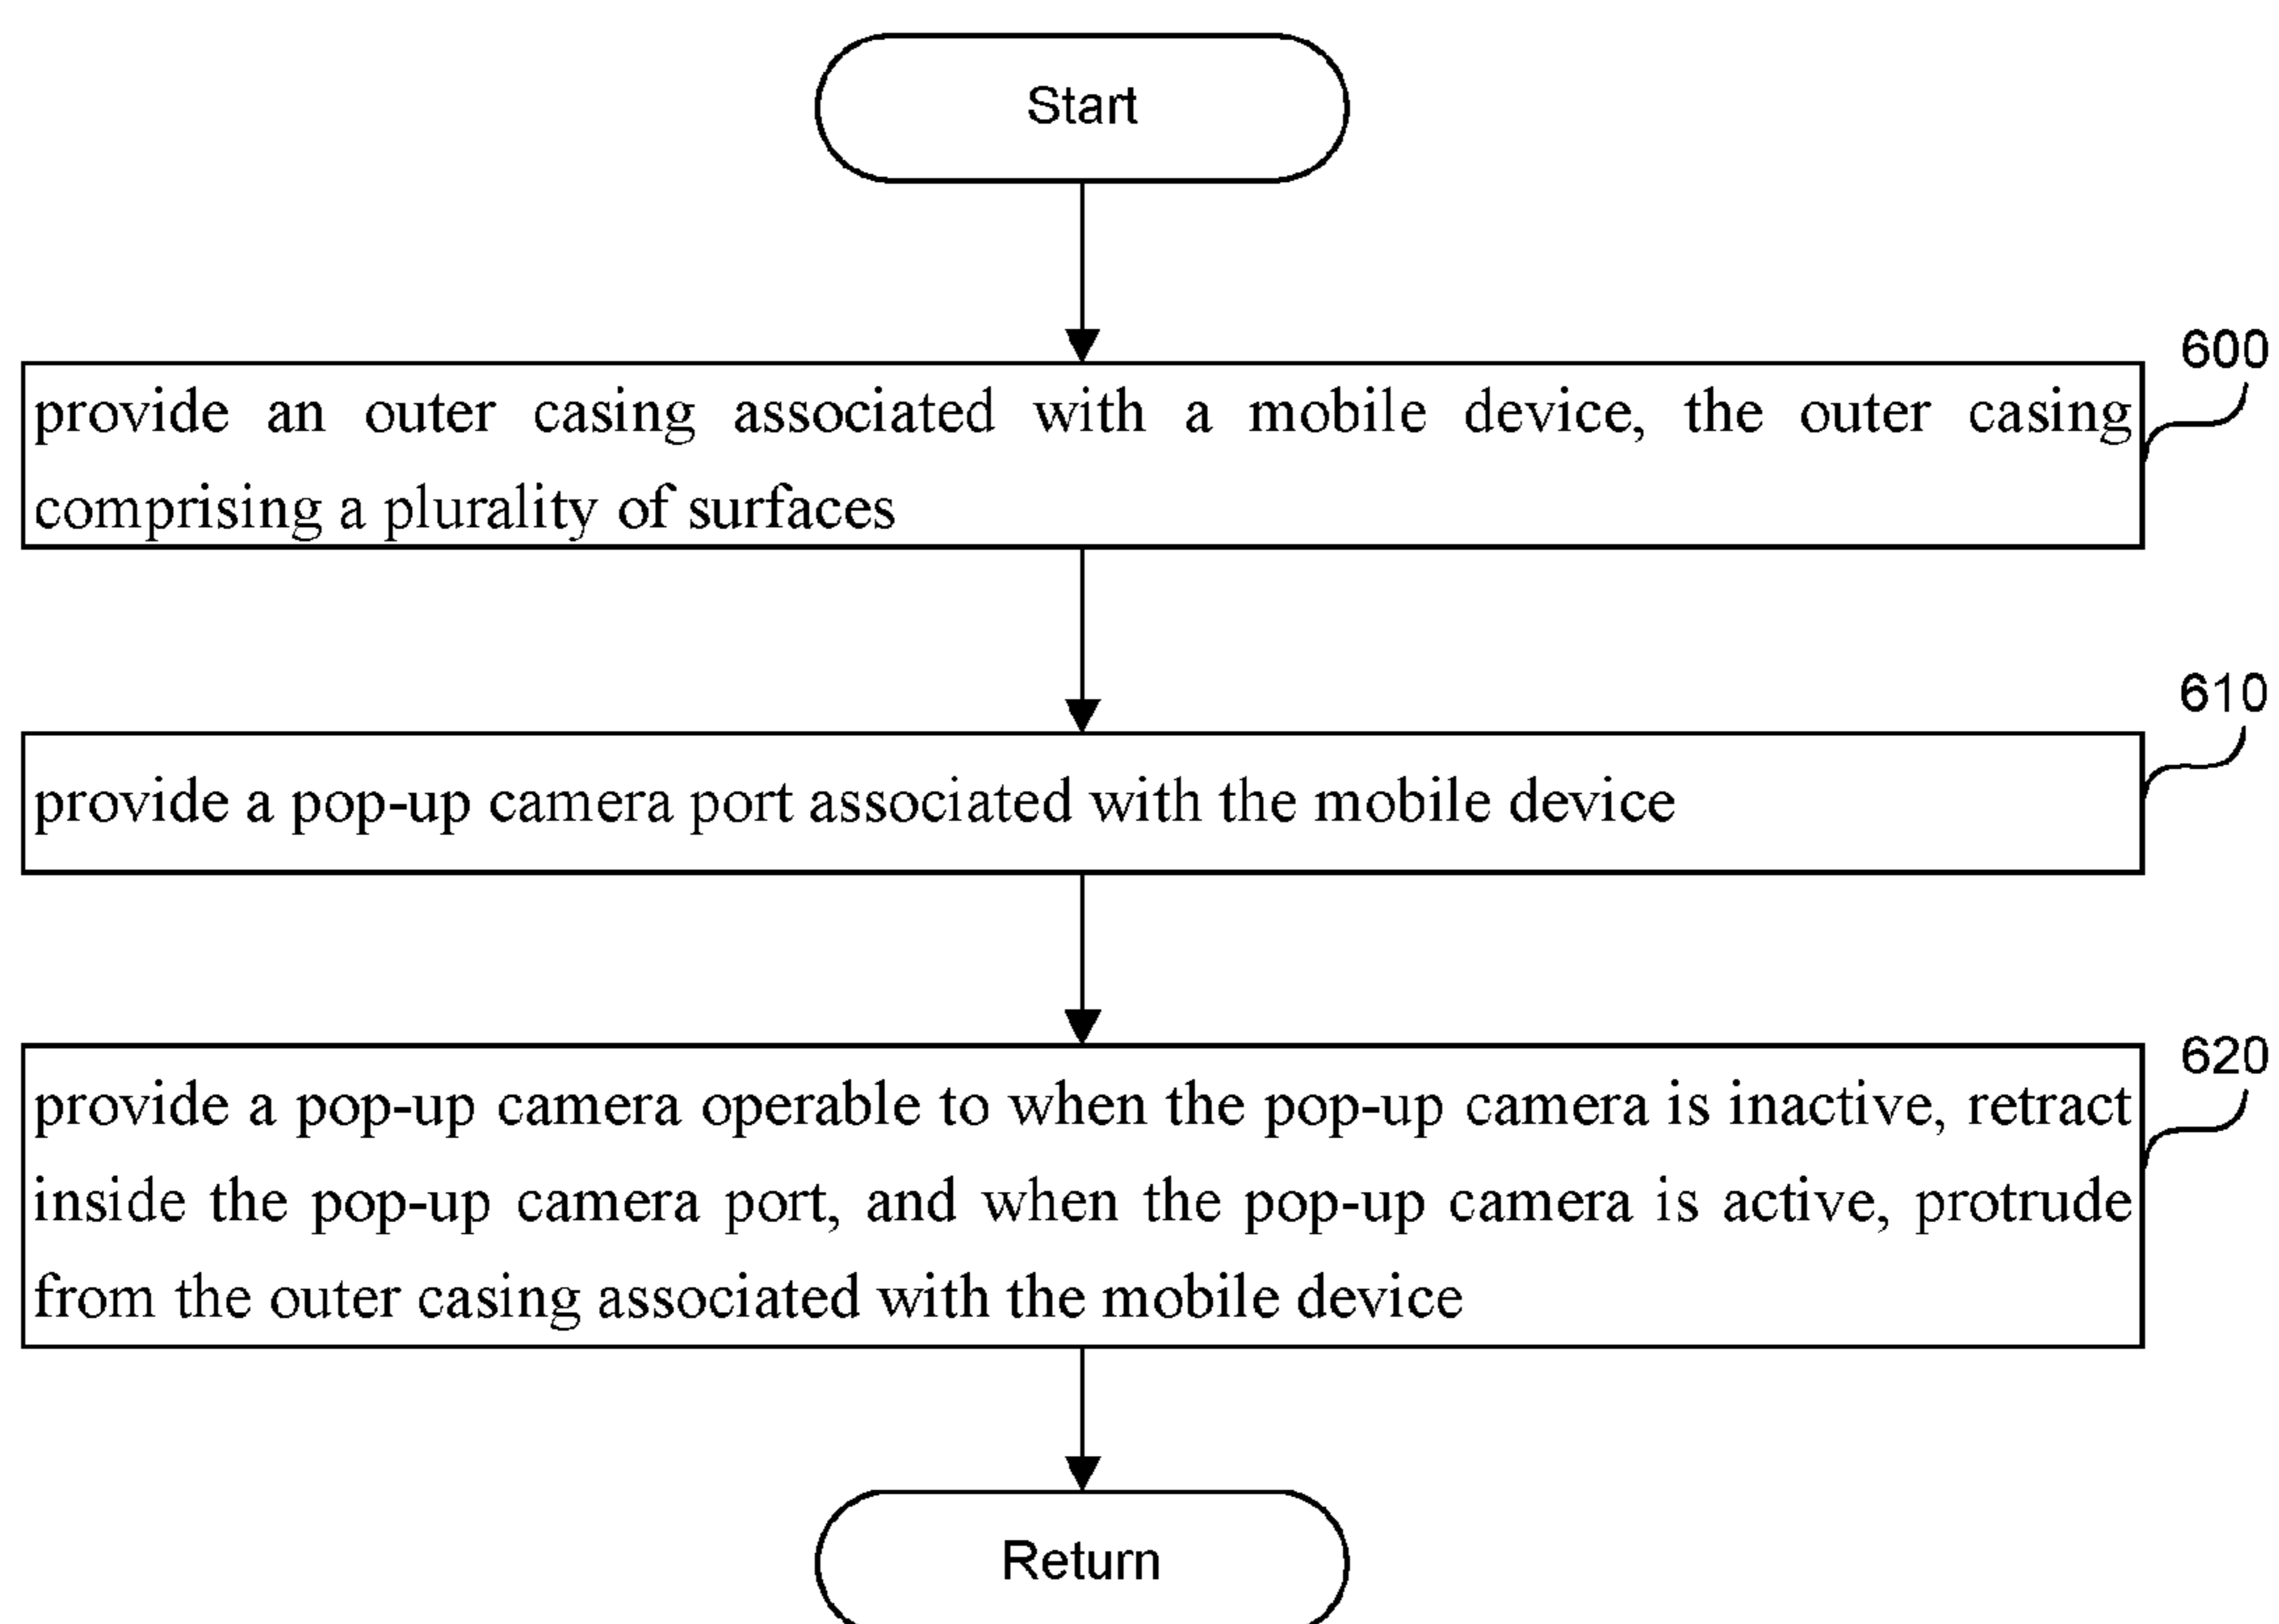 Start
600
provide an outer casing associated with a mobile device, the outer casing
comprising a plurality of surfaces
610
provide a pop-up camera port associated with the mobile device
620
provide a pop-up camera operable to when the pop-up camera is inactive, retract
inside the pop-up camera port, and when the pop-up camera is active, protrude
from the outer casing associated with the mobile device
Return